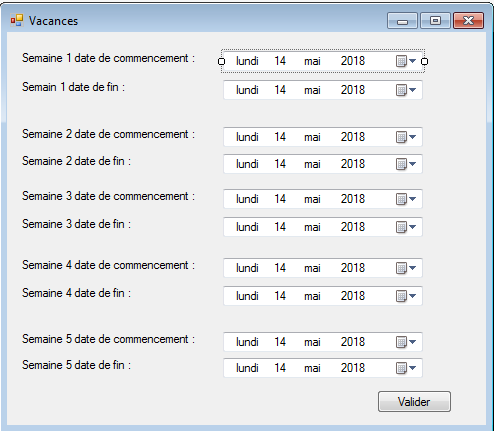 Vacances
Semaine 1 date de commencement : lundi 14 mai 2018
Semain 1 date de fin : lundi 14 mai 2018
Semaine 2 date de commencement : lundi 14 mai 2018
Semaine 2 date de fin : lundi 14 mai 2018
Semaine 3 date de commencement : lundi 14 mai 2018
Semaine 3 date de fin : lundi 14 mai 2018
Semaine 4 date de commencement : lundi 14 mai 2018
Semaine 4 date de fin : lundi 14 mai 2018
Semaine 5 date de commencement : lundi 14 mai 2018
Semaine 5 date de fin : lundi 14 mai 2018
Valider